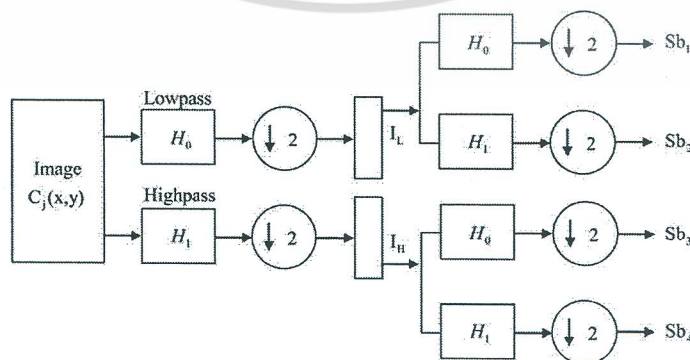 Image
C_j(x,y)
Lowpass
H_0
↓ 2
I_L
H_0
↓ 2
Sb_1
H_1
↓ 2
Sb_2
Highpass
H_1
↓ 2
I_H
H_0
↓ 2
Sb_3
H_1
↓ 2
Sb_4